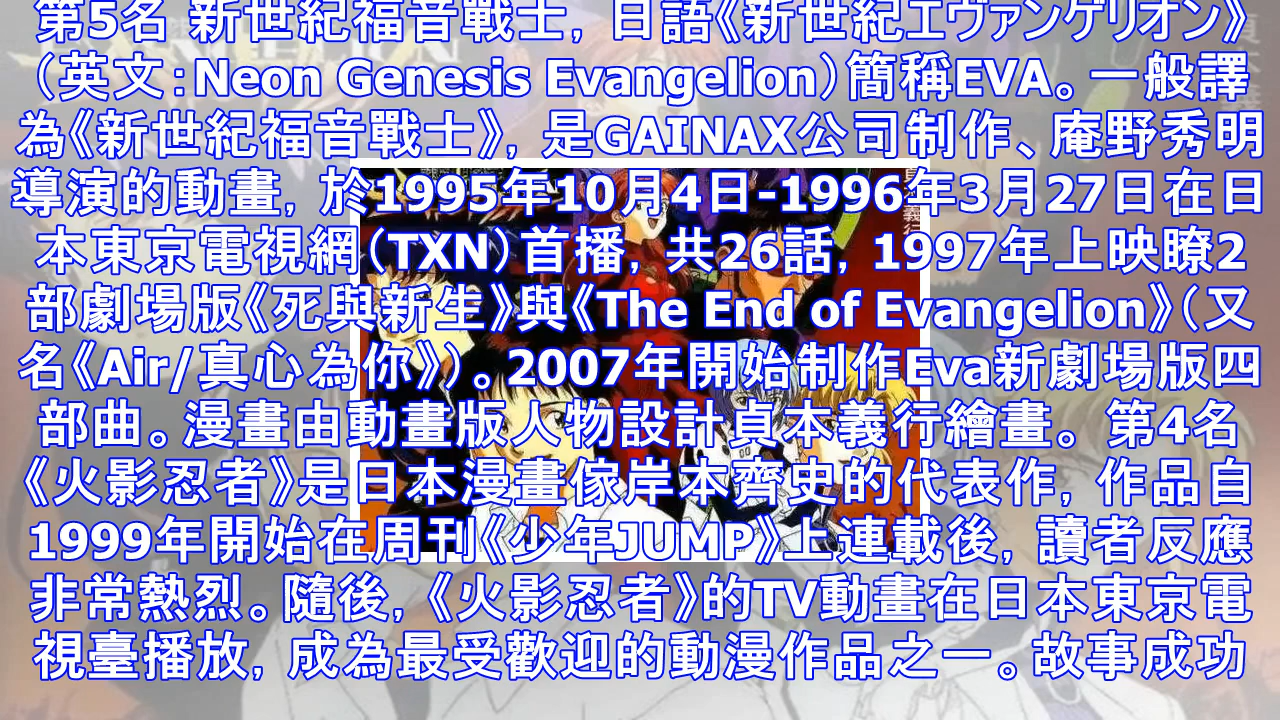 第5名 新世紀福音戰士, 日語《新世紀エヴァンゲリオン》
（英文：Neon Genesis Evangelion）簡稱EVA。一般譯
為《新世紀福音戰士》, 是GAINAX公司制作、庵野秀明
導演的動畫, 於1995年10月4日-1996年3月27日在日
本東京電視網（TXN）首播, 共26話, 1997年上映瞭2
部劇場版《死與新生》與《The End of Evangelion》（又
名《Air/真心為你》）。2007年開始制作Eva新劇場版四
部曲。漫畫由動畫版人物設計貞本義行繪畫。 第4名
《火影忍者》是日本漫畫傢岸本齊史的代表作, 作品自
1999年開始在周刊《少年JUMP》上連載後, 讀者反應
非常熱烈。隨後, 《火影忍者》的TV動畫在日本東京電
視臺播放, 成為最受歡迎的動漫作品之一。故事成功